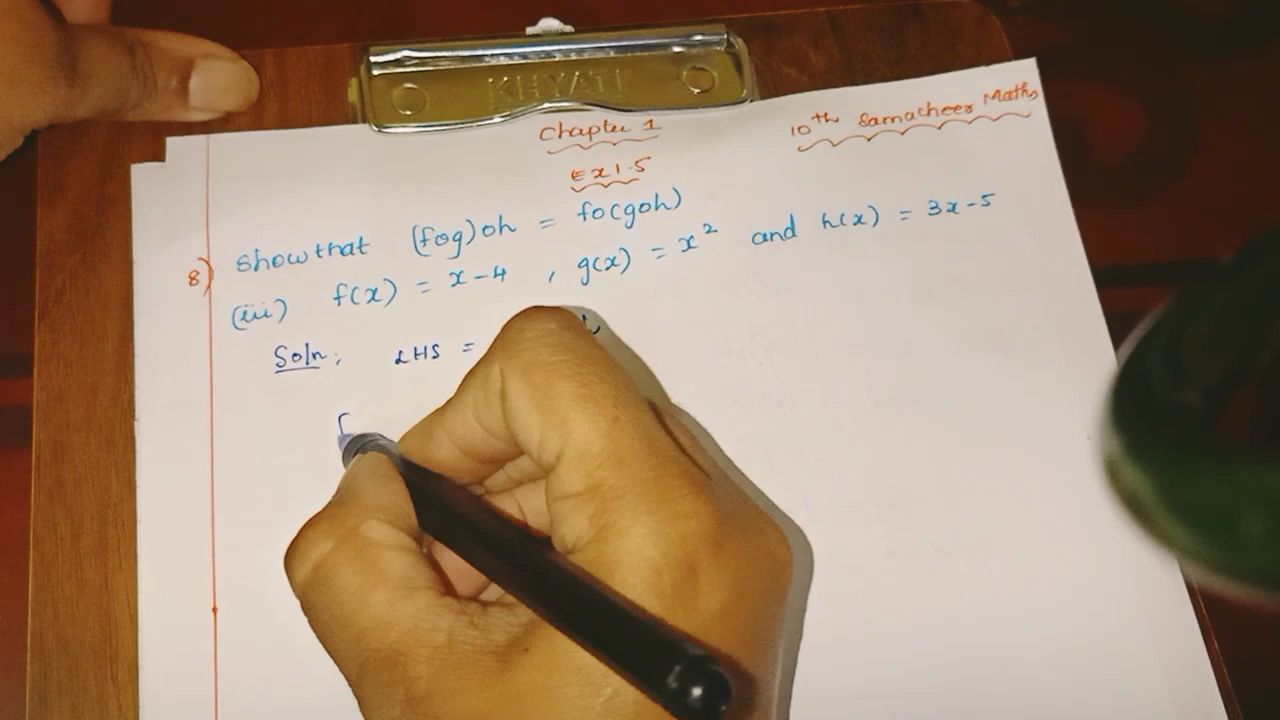 KHYATI
Chapter 1
10th Samacheer Maths
Ex 1.5
8) Show that (fog)oh = fo(goh)
(iii) f(x) = x-4 , g(x) = x² and h(x) = 3x-5
Soln: LHS =